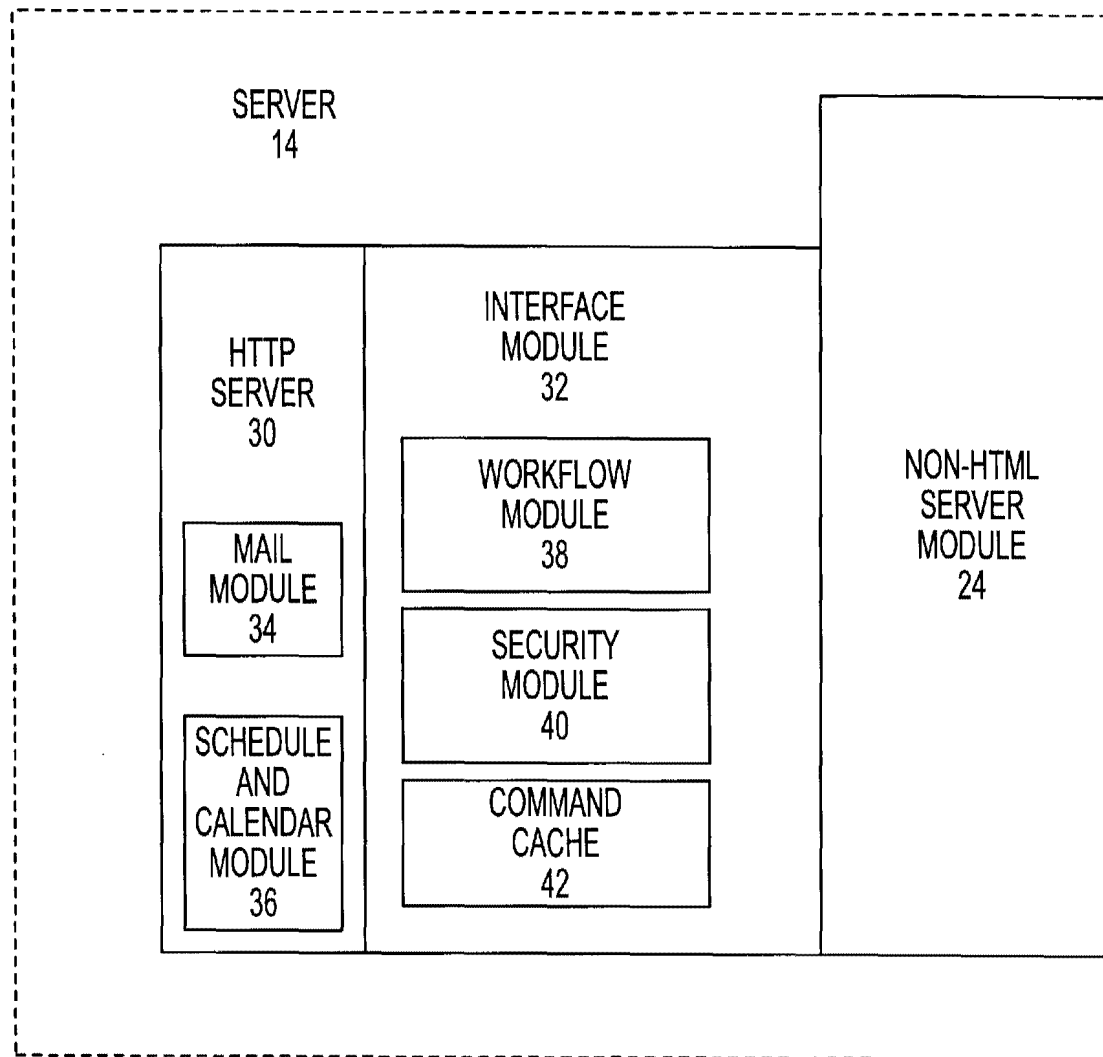 SERVER
14
HTTP
SERVER
30
MAIL
MODULE
34
SCHEDULE
AND
CALENDAR
MODULE
36
INTERFACE
MODULE
32
WORKFLOW
MODULE
38
SECURITY
MODULE
40
COMMAND
CACHE
42
NON-HTML
SERVER
MODULE
24